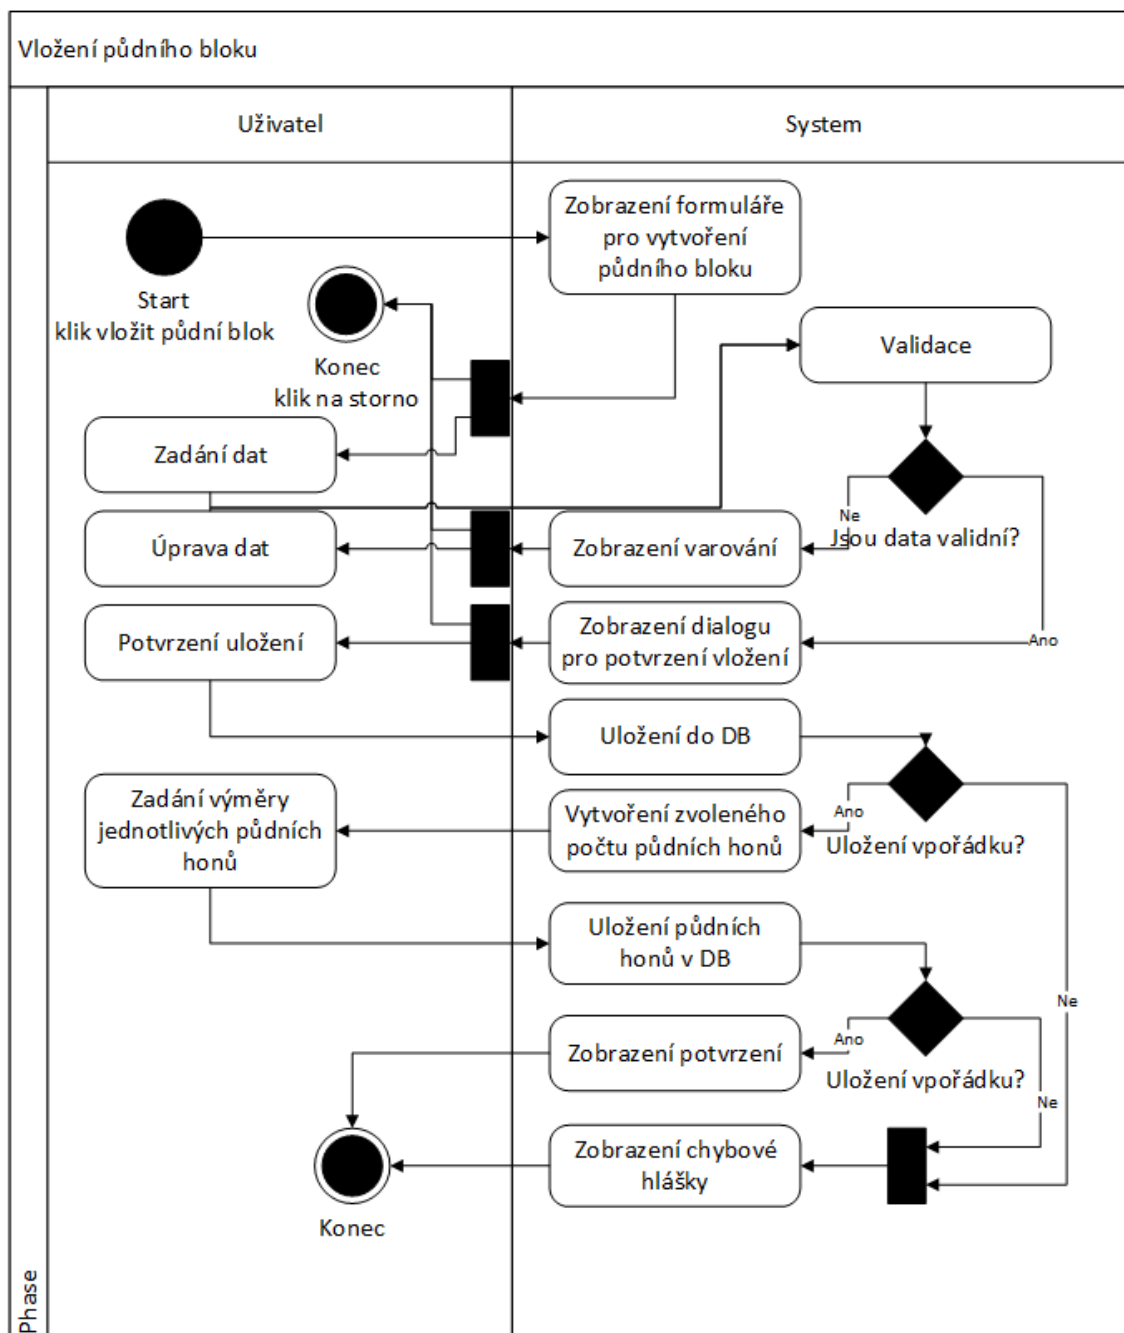 Vložení půdního bloku
Uživatel
System
Zobrazení formuláře
pro vytvoření
půdního bloku
Start
klik vložit půdní blok
Konec
klik na storno
Validace
Zadání dat
Ne
Jsou data validní?
Úprava dat
Zobrazení varování
Potvrzení uložení
Zobrazení dialogu
pro potvrzení vložení
Ano
Uložení do DB
Zadání výměry
jednotlivých půdních
honů
Vytvoření zvoleného
počtu půdních honů
Ano
Uložení vpořádku?
Uložení půdních
honů v DB
Ne
Zobrazení potvrzení
Ano
Uložení vpořádku?
Ne
Zobrazení chybové
hlášky
Konec
Phase